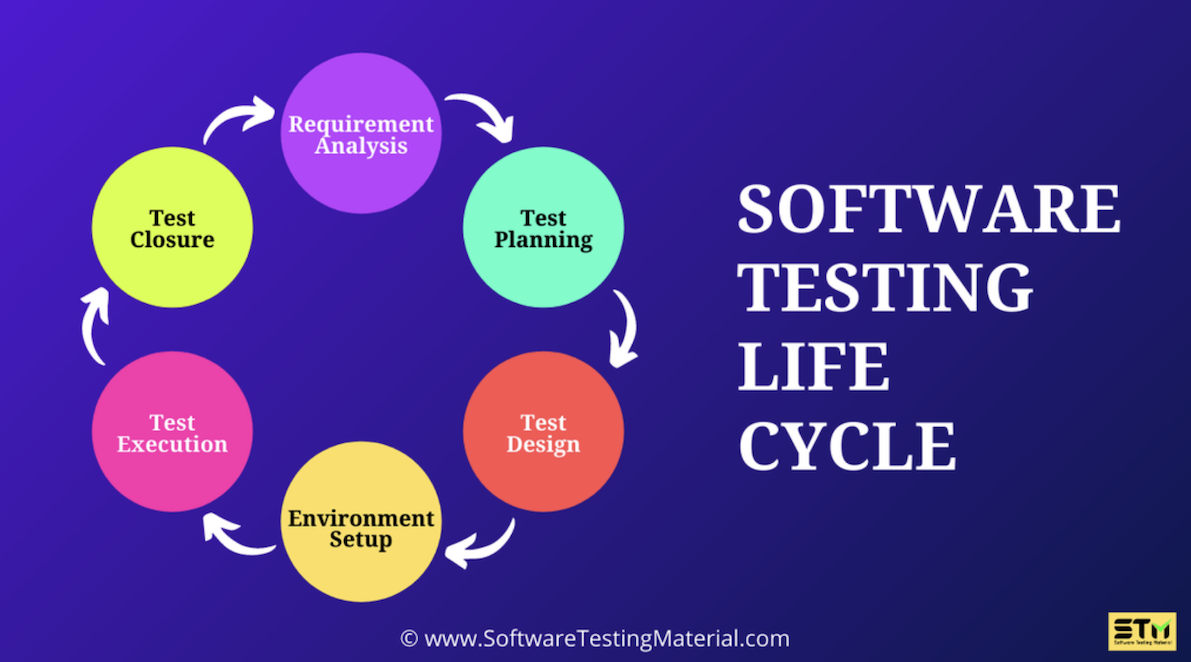 Requirement
Analysis
Test
Planning
Test
Design
Environment
Setup
Test
Execution
Test
Closure
SOFTWARE
TESTING
LIFE
CYCLE
© www.SoftwareTestingMaterial.com
STM
Software Testing Material